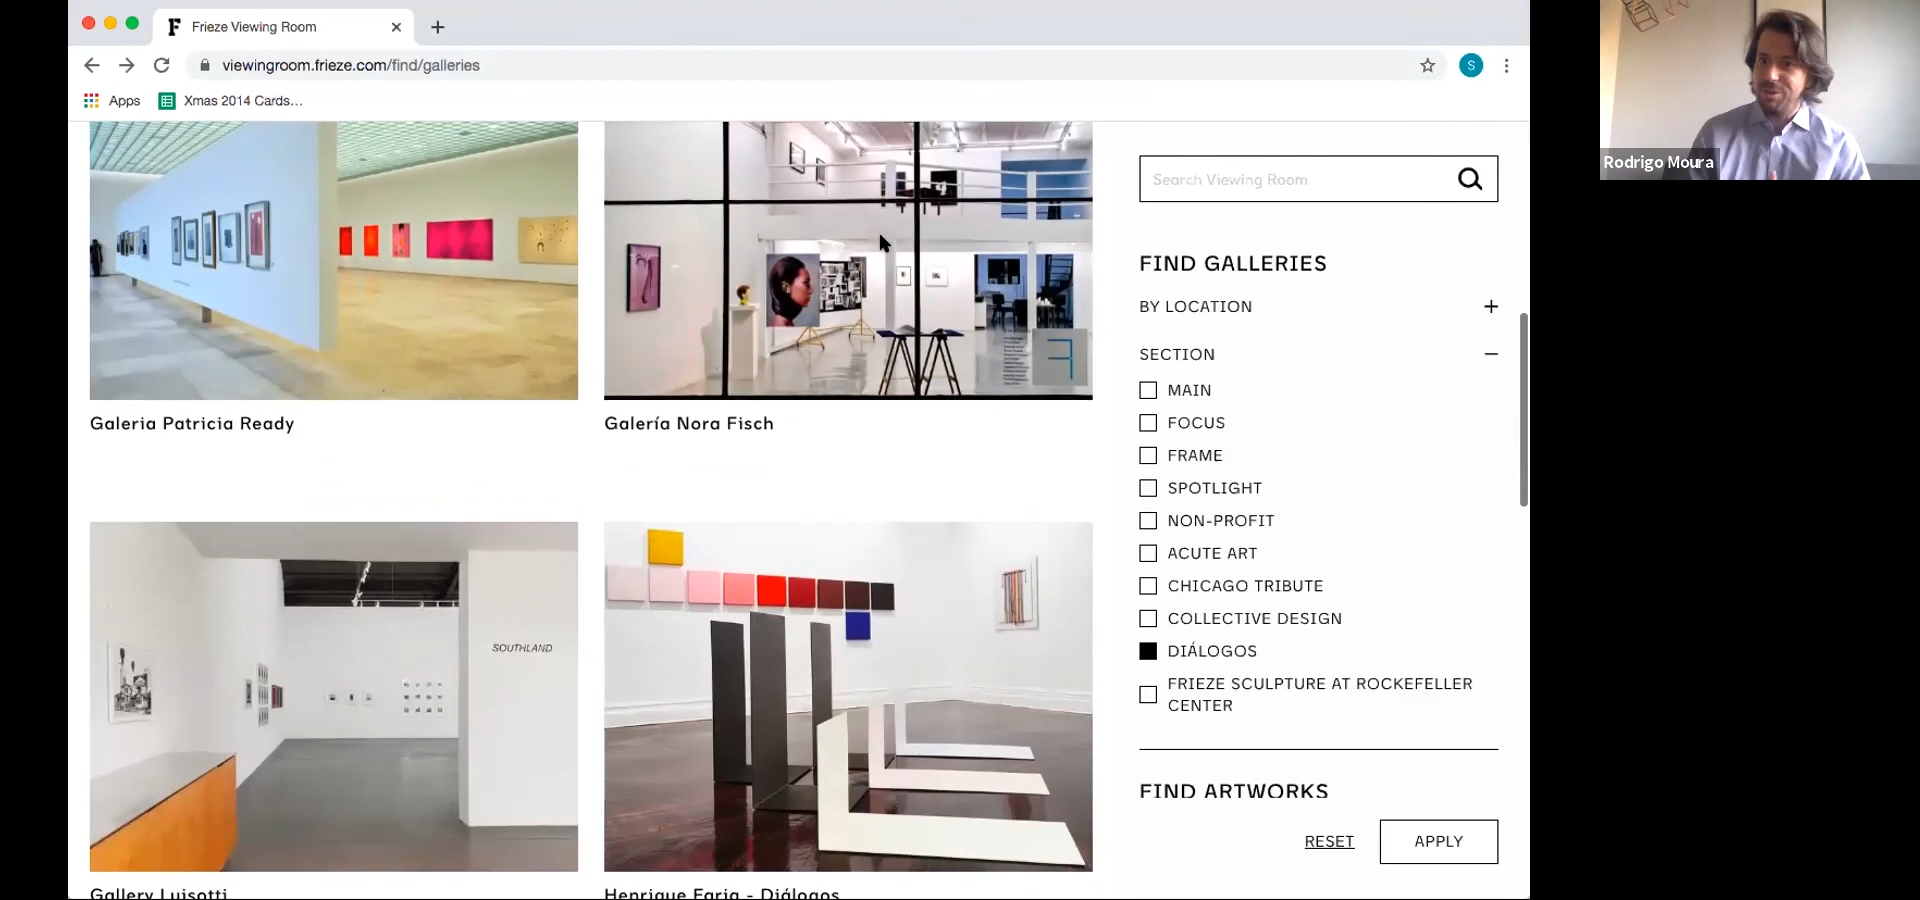 Frieze Viewing Room
viewingroom.frieze.com/find/galleries
S
Apps
Xmas 2014 Cards...
Rodrigo Moura
Search Viewing Room
FIND GALLERIES
BY LOCATION
SECTION
MAIN
FOCUS
FRAME
SPOTLIGHT
NON-PROFIT
ACUTE ART
CHICAGO TRIBUTE
COLLECTIVE DESIGN
DIÁLOGOS
FRIEZE SCULPTURE AT ROCKEFELLER
CENTER
FIND ARTWORKS
RESET
APPLY
Galeria Patricia Ready
Galería Nora Fisch
SOUTHLAND
Gallery Luisotti
Henrique Faria - Diálogos